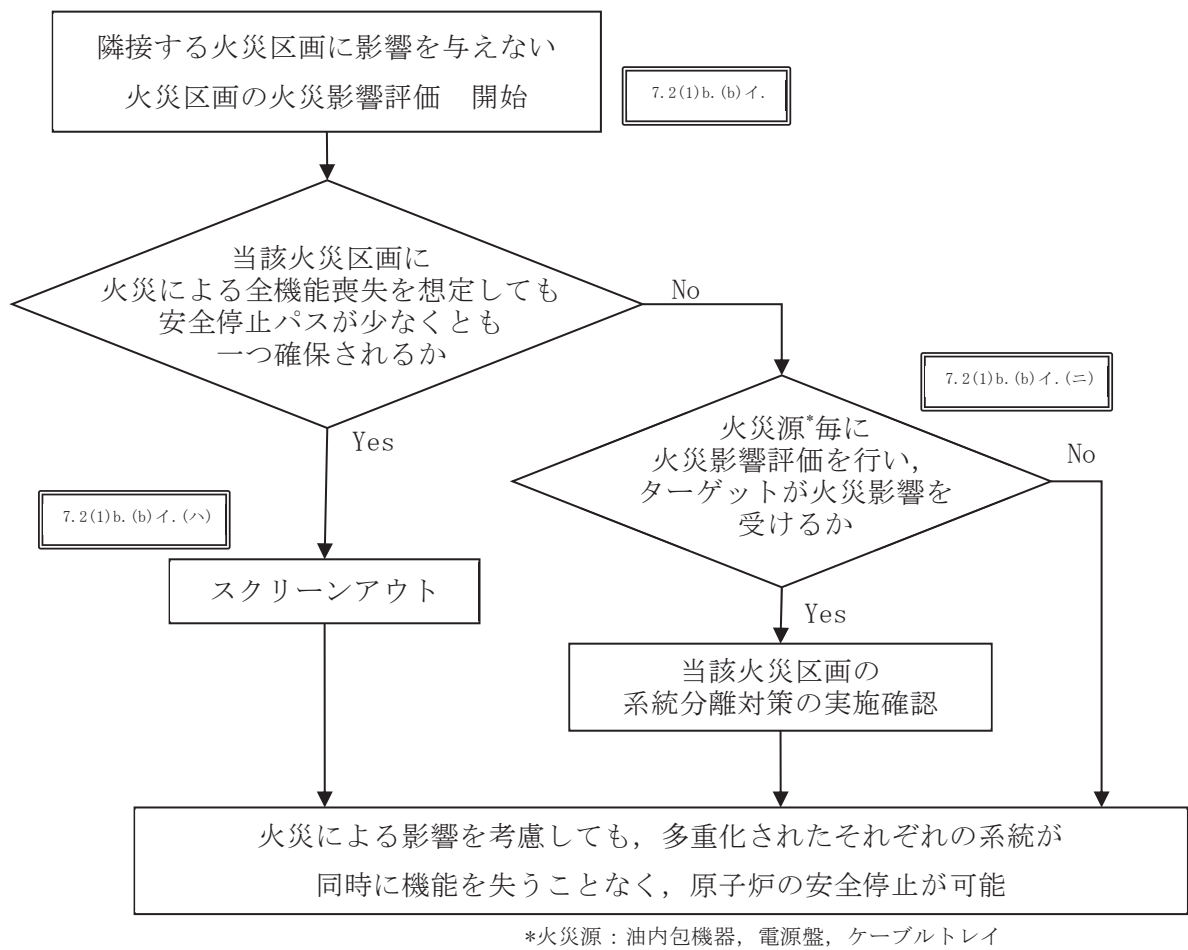 隣接する火災区画に影響を与えない
火災区画の火災影響評価　開始
7.2(1)b.(b)イ.
当該火災区画に
火災による全機能喪失を想定しても
安全停止パスが少なくとも
一つ確保されるか
No
7.2(1)b.(b)イ.(ニ)
火災源*毎に
火災影響評価を行い，
ターゲットが火災影響を
受けるか
No
Yes
7.2(1)b.(b)イ.(ハ)
スクリーンアウト
Yes
当該火災区画の
系統分離対策の実施確認
火災による影響を考慮しても，多重化されたそれぞれの系統が
同時に機能を失うことなく，原子炉の安全停止が可能
*火災源：油内包機器，電源盤，ケーブルトレイ